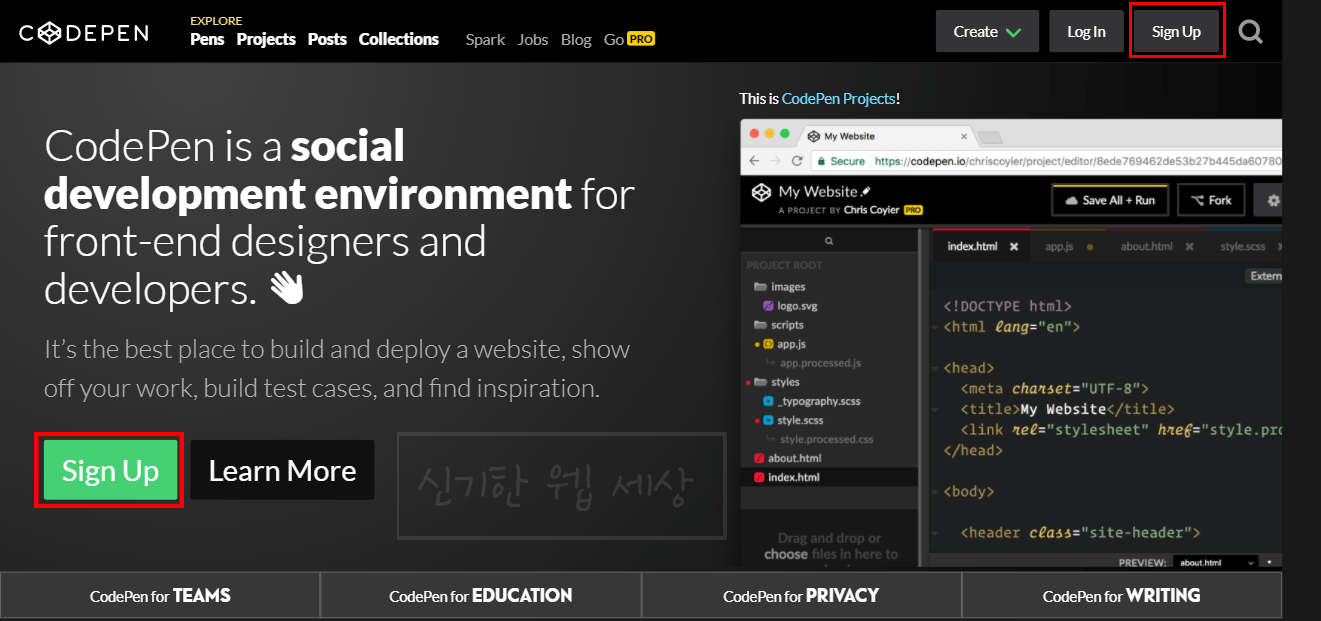 CODEPEN
EXPLORE
Pens Projects Posts Collections Spark Jobs Blog Go PRO
Create Log In Sign Up
This is CodePen Projects!
CodePen is a social
development environment for
front-end designers and
developers.
It's the best place to build and deploy a website, show
off your work, build test cases, and find inspiration.
Sign Up Learn More
신기한 웹 세상
My Website
Secure https://codepen.io/chriscoyier/project/editor/8ede769462de53b27b445da60780
My Website
A PROJECT BY Chris Coyier PRO
Save All + Run Fork
PROJECT ROOT
images
logo.svg
scripts
app.js
app.processed.js
styles
_typography.scss
style.scss
style.processed.css
about.html
index.html
Drag and drop or
choose files in here to
index.html app.js about.html style.scss
Extern
<!DOCTYPE html>
<html lang="en">
<head>
<meta charset="UTF-8">
<title>My Website</title>
<link rel="stylesheet" href="style.pro
</head>
<body>
<header class="site-header">
PREVIEW: about.html
CodePen for TEAMS
CodePen for EDUCATION
CodePen for PRIVACY
CodePen for WRITING